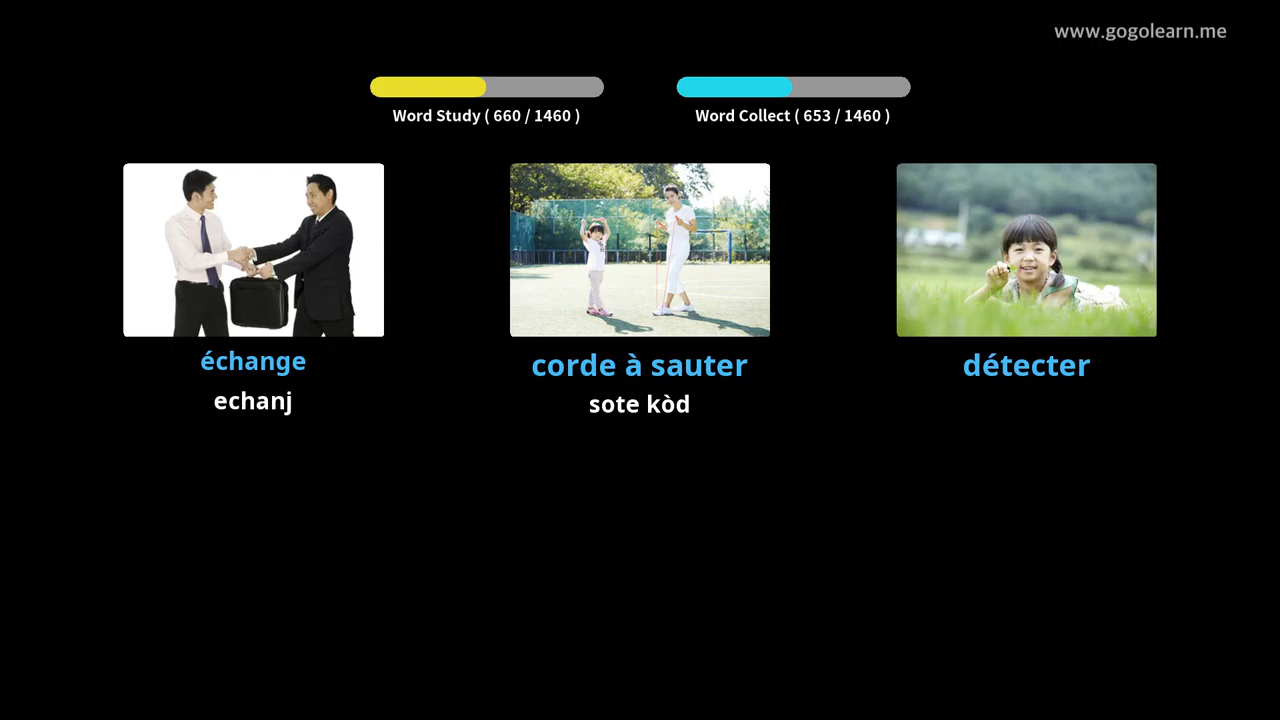 www.gogolearn.me
Word Study ( 660 / 1460 )
Word Collect ( 653 / 1460 )
échange
echanj
corde à sauter
sote kòd
détecter